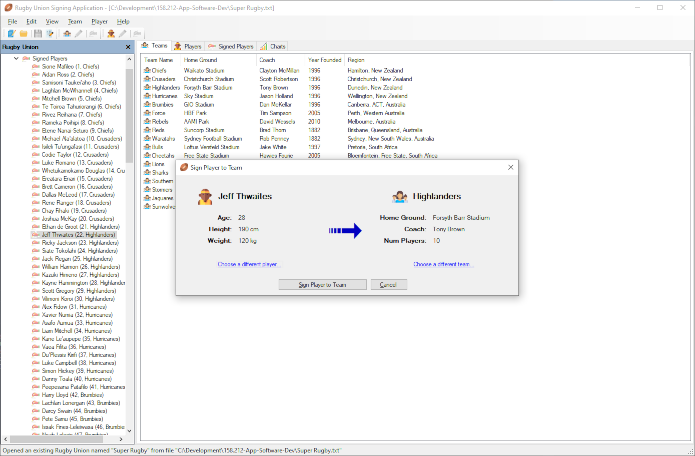 Rugby Union Signing Application - [C:\Development\158.212-App-Software-Dev\Super Rugby.txt]
File Edit View Team Player Help
Rugby Union
Teams Players Signed Players Charts
Signed Players
Sione Mafileo (1, Chiefs)
Aidan Ross (2, Chiefs)
Samisoni Taukei'aho (3, Chiefs)
Laghlan McWhannell (4, Chiefs)
Mitchell Brown (5, Chiefs)
Te Toiroa Tahuriorangi (6, Chiefs)
Rivez Reihana (7, Chiefs)
Rameka Poihipi (8, Chiefs)
Etene Nanai-Seturo (9, Chiefs)
Michael Ala'alatoa (10, Crusaders)
Isileli Tu'ungafasi (11, Crusaders)
Codie Taylor (12, Crusaders)
Luke Romano (13, Crusaders)
Whetukamokamo Douglas (14, Cru
Ereatara Enari (15, Crusaders)
Brett Cameron (16, Crusaders)
Dallas McLeod (17, Crusaders)
Rene Ranger (18, Crusaders)
Chay Fihaki (19, Crusaders)
Joshua McKay (20, Crusaders)
Ethan de Groot (21, Highlanders)
Jeff Thwaites (22, Highlanders)
Ricky Jackson (23, Highlanders)
Siate Tokolahi (24, Highlanders)
Jack Regan (25, Highlanders)
Kazuki Himeno (27, Highlanders)
Kayne Hammington (28, Highlanders)
Scott Gregory (29, Highlanders)
Vilimoni Koroi (30, Highlanders)
Alex Fidow (31, Hurricanes)
Xavier Numia (32, Hurricanes)
Asafo Aumua (33, Hurricanes)
Liam Mitchell (34, Hurricanes)
Kane Le'aupepe (35, Hurricanes)
Vaea Fifita (36, Hurricanes)
Du'Plessis Kirifi (37, Hurricanes)
Luke Campbell (38, Hurricanes)
Simon Hickey (39, Hurricanes)
Danny Toala (40, Hurricanes)
Pepesana Patafilo (41, Hurricanes)
Harry Lloyd (42, Brumbies)
Lachlan Lonergan (43, Brumbies)
Darcy Swain (44, Brumbies)
Pete Samu (45, Brumbies)
Issak Fines-Leleiwasa (46, Brumbies)
Team Name Home Ground Coach Year Founded Region
Chiefs Waikato Stadium Clayton McMillan 1996 Hamilton, New Zealand
Crusaders Christchurch Stadium Scott Robertson 1996 Christchurch, New Zealand
Highlanders Forsyth Barr Stadium Tony Brown 1996 Dunedin, New Zealand
Hurricanes Sky Stadium Jason Holland 1996 Wellington, New Zealand
Brumbies GIO Stadium Dan McKellar 1996 Canberra, ACT, Australia
Force HBF Park Tim Sampson 2005 Perth, Western Australia
Rebels AAMI Park David Wessels 2010 Melbourne, Australia
Reds Suncorp Stadium Brad Thorn 1882 Brisbane, Queensland, Australia
Waratahs Sydney Football Stadium Rob Penney 1882 Sydney, New South Wales, Australia
Bulls Loftus Versfeld Stadium Jake White 1997 Pretoria, South Africa
Cheetahs Free State Stadium Hawies Fourie 2005 Bloemfontein, Free State, South Africa
Lions
Sharks
Southern
Stormers
Jaguares
Sunwolves
Sign Player to Team
Jeff Thwaites
Age: 28
Height: 190 cm
Weight: 120 kg
Choose a different player...
Highlanders
Home Ground: Forsyth Barr Stadium
Coach: Tony Brown
Num Players: 10
Choose a different team...
Sign Player to Team Cancel
Opened an existing Rugby Union named "Super Rugby" from file "C:\Development\158.212-App-Software-Dev\Super Rugby.txt"